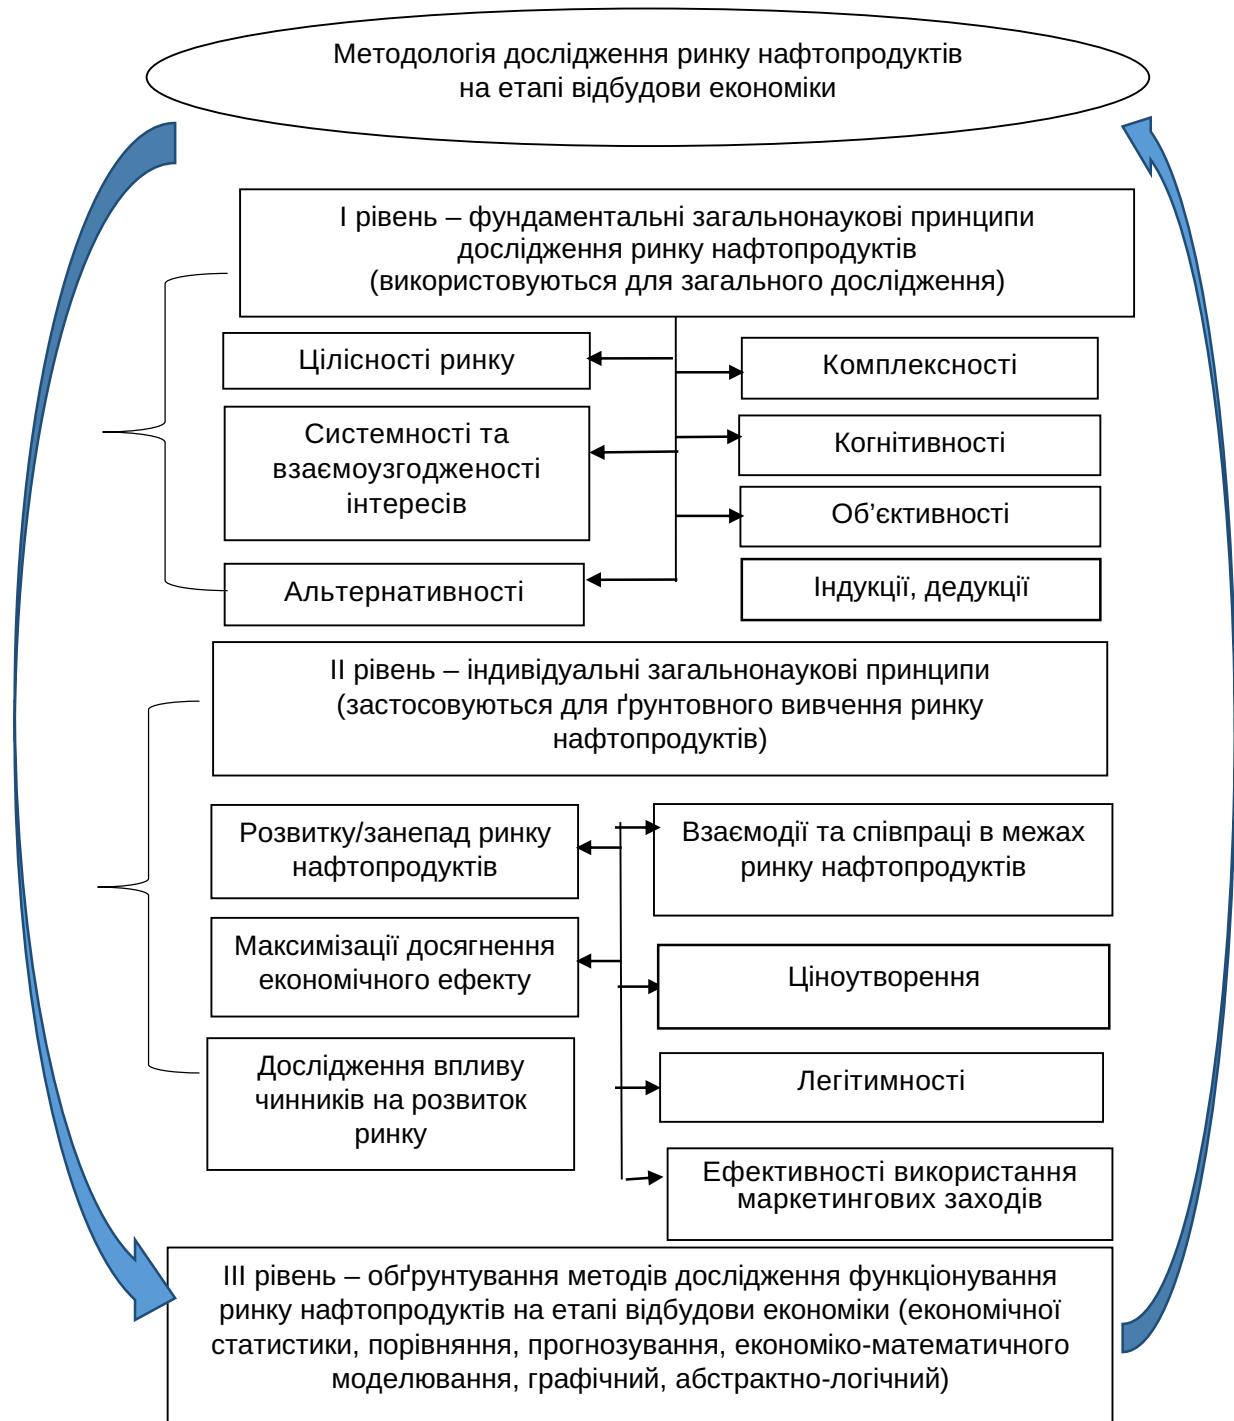 Методологія дослідження ринку нафтопродуктів
на етапі відбудови економіки
І рівень – фундаментальні загальнонаукові принципи
дослідження ринку нафтопродуктів
(використовуються для загального дослідження)
Цілісності ринку
Комплексності
Системності та
взаємоузгодженості
інтересів
Когнітивності
Об’єктивності
Альтернативності
Індукції, дедукції
ІІ рівень – індивідуальні загальнонаукові принципи
(застосовуються для ґрунтовного вивчення ринку
нафтопродуктів)
Розвитку/занепад ринку
нафтопродуктів
Взаємодії та співпраці в межах
ринку нафтопродуктів
Максимізації досягнення
економічного ефекту
Ціноутворення
Дослідження впливу
чинників на розвиток
ринку
Легітимності
Ефективності використання
маркетингових заходів
ІІІ рівень – обґрунтування методів дослідження функціонування
ринку нафтопродуктів на етапі відбудови економіки (економічної
статистики, порівняння, прогнозування, економіко-математичного
моделювання, графічний, абстрактно-логічний)